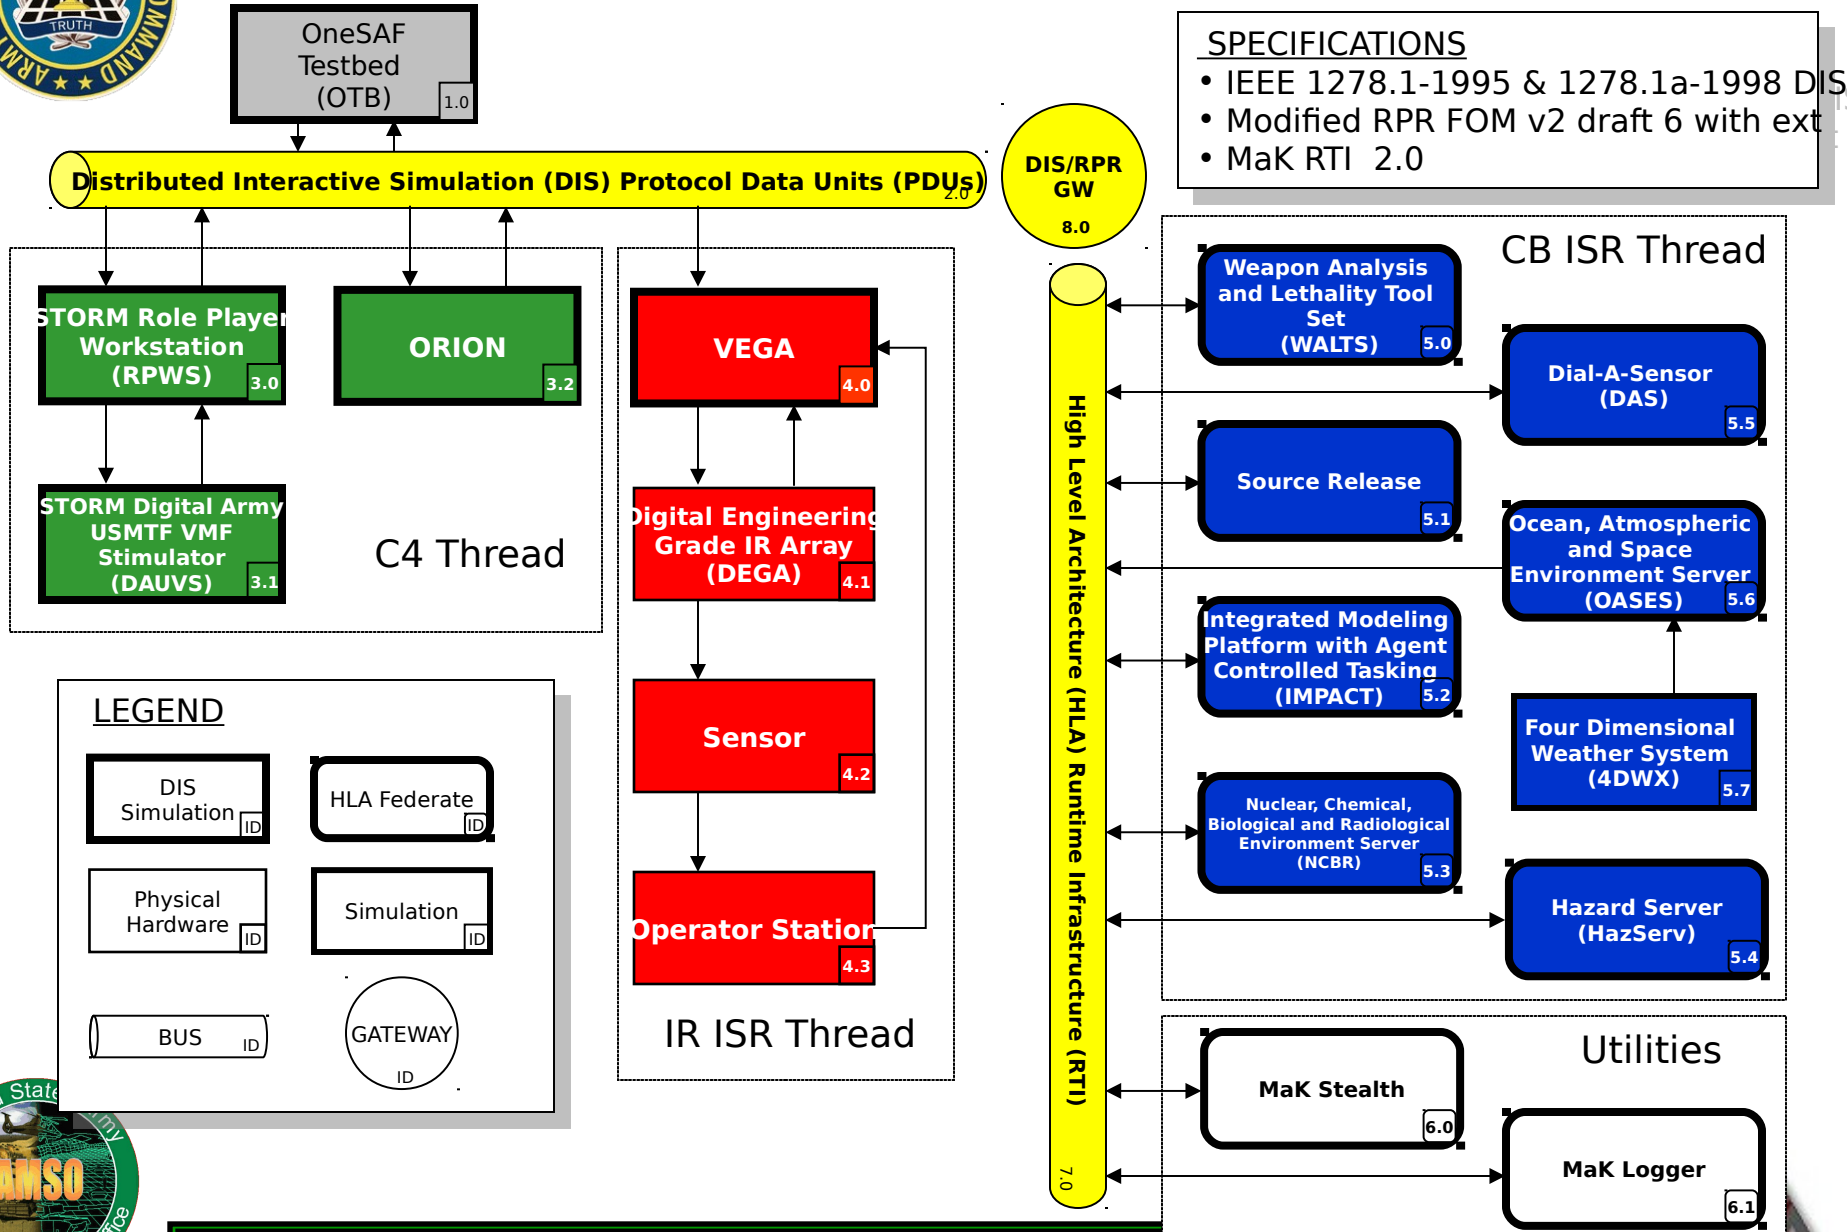 TRUTH
ARMY
COMMAND
OneSAF
Testbed
(OTB)
1.0
SPECIFICATIONS
• IEEE 1278.1-1995 & 1278.1a-1998 DIS
• Modified RPR FOM v2 draft 6 with ext
• MaK RTI 2.0
Distributed Interactive Simulation (DIS) Protocol Data Units (PDUs)
2.0
DIS/RPR
GW
8.0
STORM Role Player
Workstation
(RPWS)
3.0
ORION
3.2
STORM Digital Army
USMTF VMF
Stimulator
(DAUVS)
3.1
C4 Thread
VEGA
4.0
Digital Engineering
Grade IR Array
(DEGA)
4.1
Sensor
4.2
Operator Station
4.3
IR ISR Thread
High Level Architecture (HLA) Runtime Infrastructure (RTI)
7.0
CB ISR Thread
Weapon Analysis
and Lethality Tool
Set
(WALTS)
5.0
Dial-A-Sensor
(DAS)
5.5
Source Release
5.1
Ocean, Atmospheric
and Space
Environment Server
(OASES)
5.6
Integrated Modeling
Platform with Agent
Controlled Tasking
(IMPACT)
5.2
Four Dimensional
Weather System
(4DWX)
5.7
Nuclear, Chemical,
Biological and Radiological
Environment Server
(NCBR)
5.3
Hazard Server
(HazServ)
5.4
Utilities
MaK Stealth
6.0
MaK Logger
6.1
LEGEND
DIS
Simulation
ID
HLA Federate
ID
Physical
Hardware
ID
Simulation
ID
BUS
ID
GATEWAY
ID
AMSO